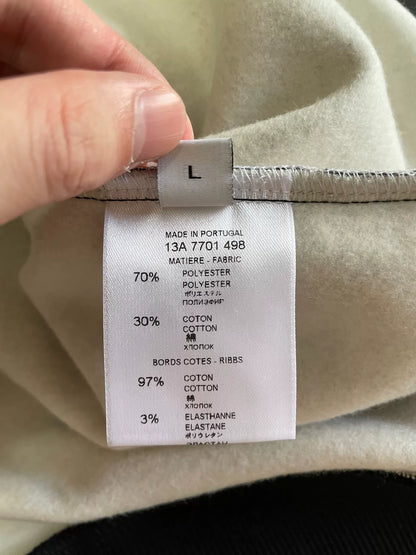 L
MADE IN PORTUGAL
13A 7701 498
MATIERE - FABRIC
70% POLYESTER
POLYESTER
ポリエステル
ПОЛИЭФИР
30% COTON
COTTON
綿
ХЛОПОК
BORDS COTES - RIBBS
97% COTON
COTTON
綿
ХЛОПОК
3% ELASTHANNE
ELASTANE
ポリウレタン